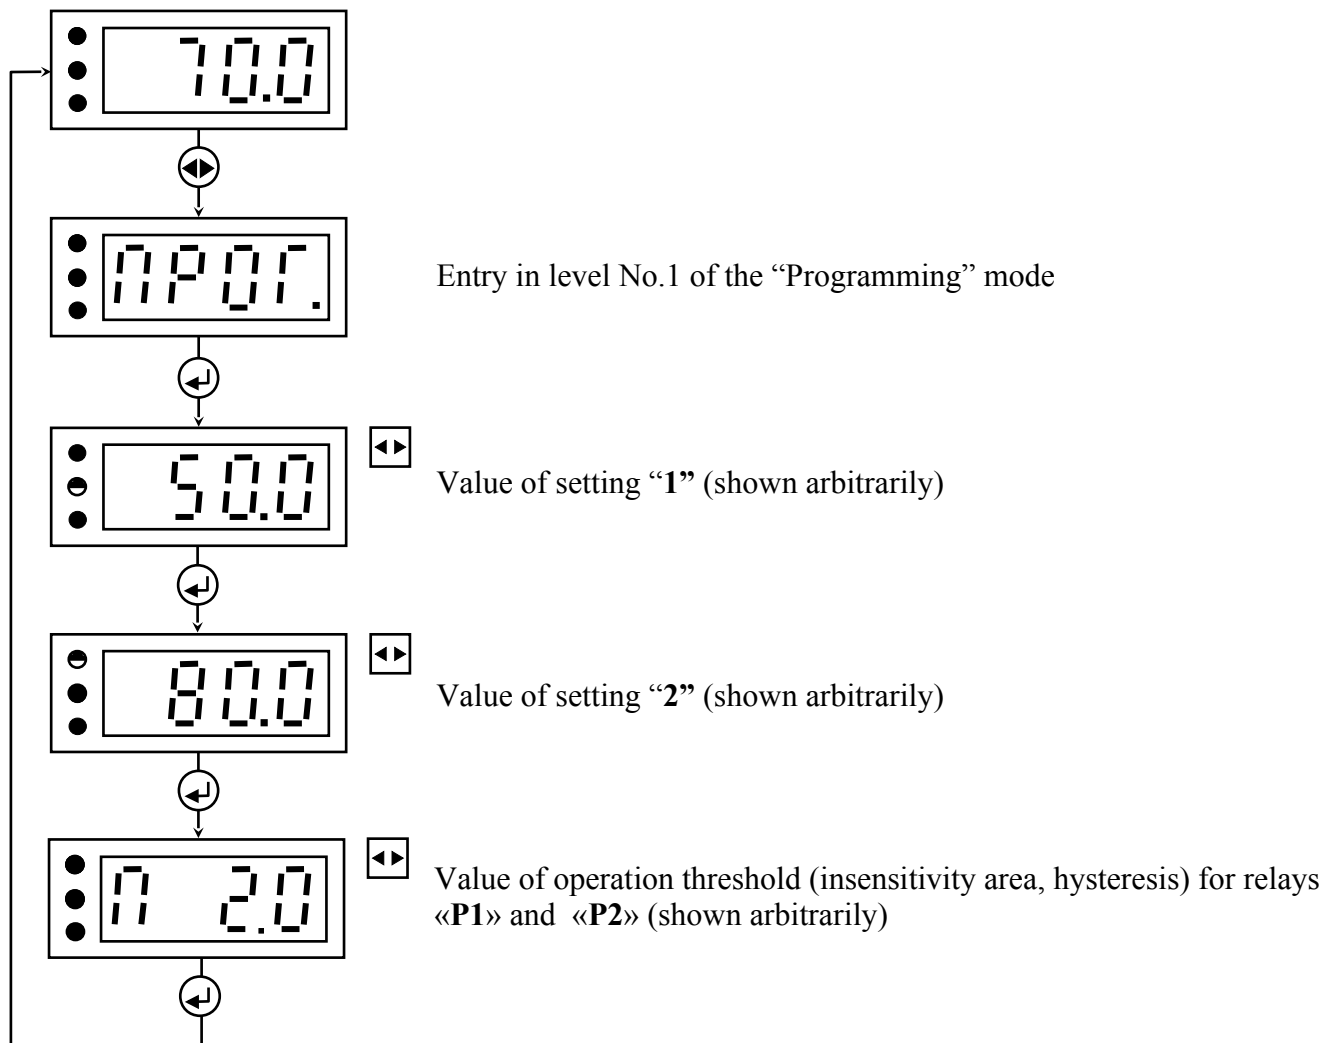 70.0
ПРОГ.
Entry in level No.1 of the “Programming” mode
50.0
Value of setting “1” (shown arbitrarily)
80.0
Value of setting “2” (shown arbitrarily)
П 2.0
Value of operation threshold (insensitivity area, hysteresis) for relays
«P1» and «P2» (shown arbitrarily)